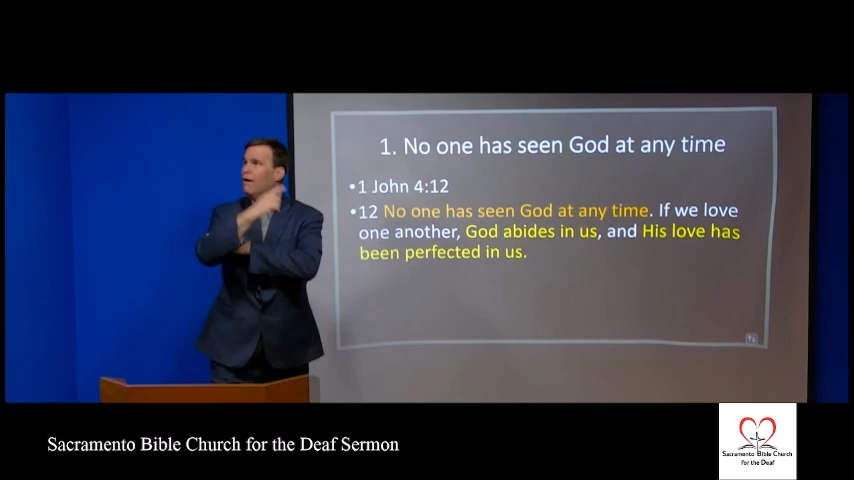 1. No one has seen God at any time
•1 John 4:12
•12 No one has seen God at any time. If we love
one another, God abides in us, and His love has
been perfected in us.
Sacramento Bible Church for the Deaf Sermon
Sacramento Bible Church
for the Deaf